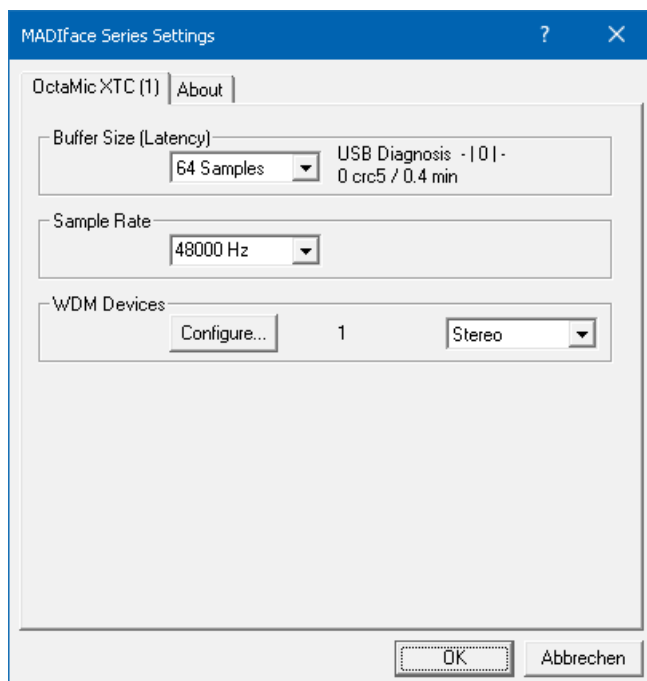 MADIface Series Settings ?
OctaMic XTC (1) About
Buffer Size (Latency)
64 Samples
USB Diagnosis - | 0 | -
0 crc5 / 0.4 min
Sample Rate
48000 Hz
WDM Devices
Configure... 1 Stereo
OK Abbrechen